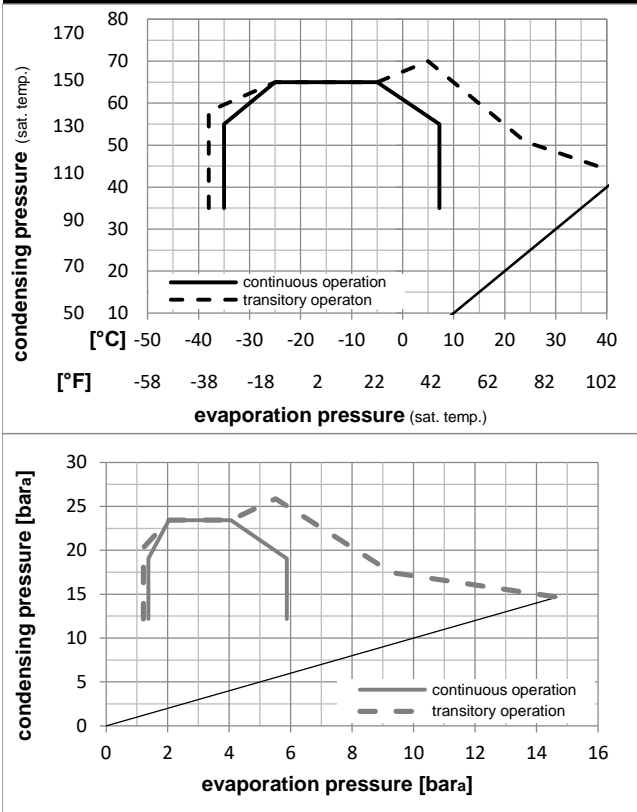 condensing pressure (sat. temp.)
170 80
70
150 60
130 50
110 40
90 30
70 20
50 10
continuous operation
transitory operaton
[°C] -50 -40 -30 -20 -10 0 10 20 30 40
[°F] -58 -38 -18 2 22 42 62 82 102
evaporation pressure (sat. temp.)
condensing pressure [bara]
30
25
20
15
10
5
0
continuous operation
transitory operation
0 2 4 6 8 10 12 14 16
evaporation pressure [bara]